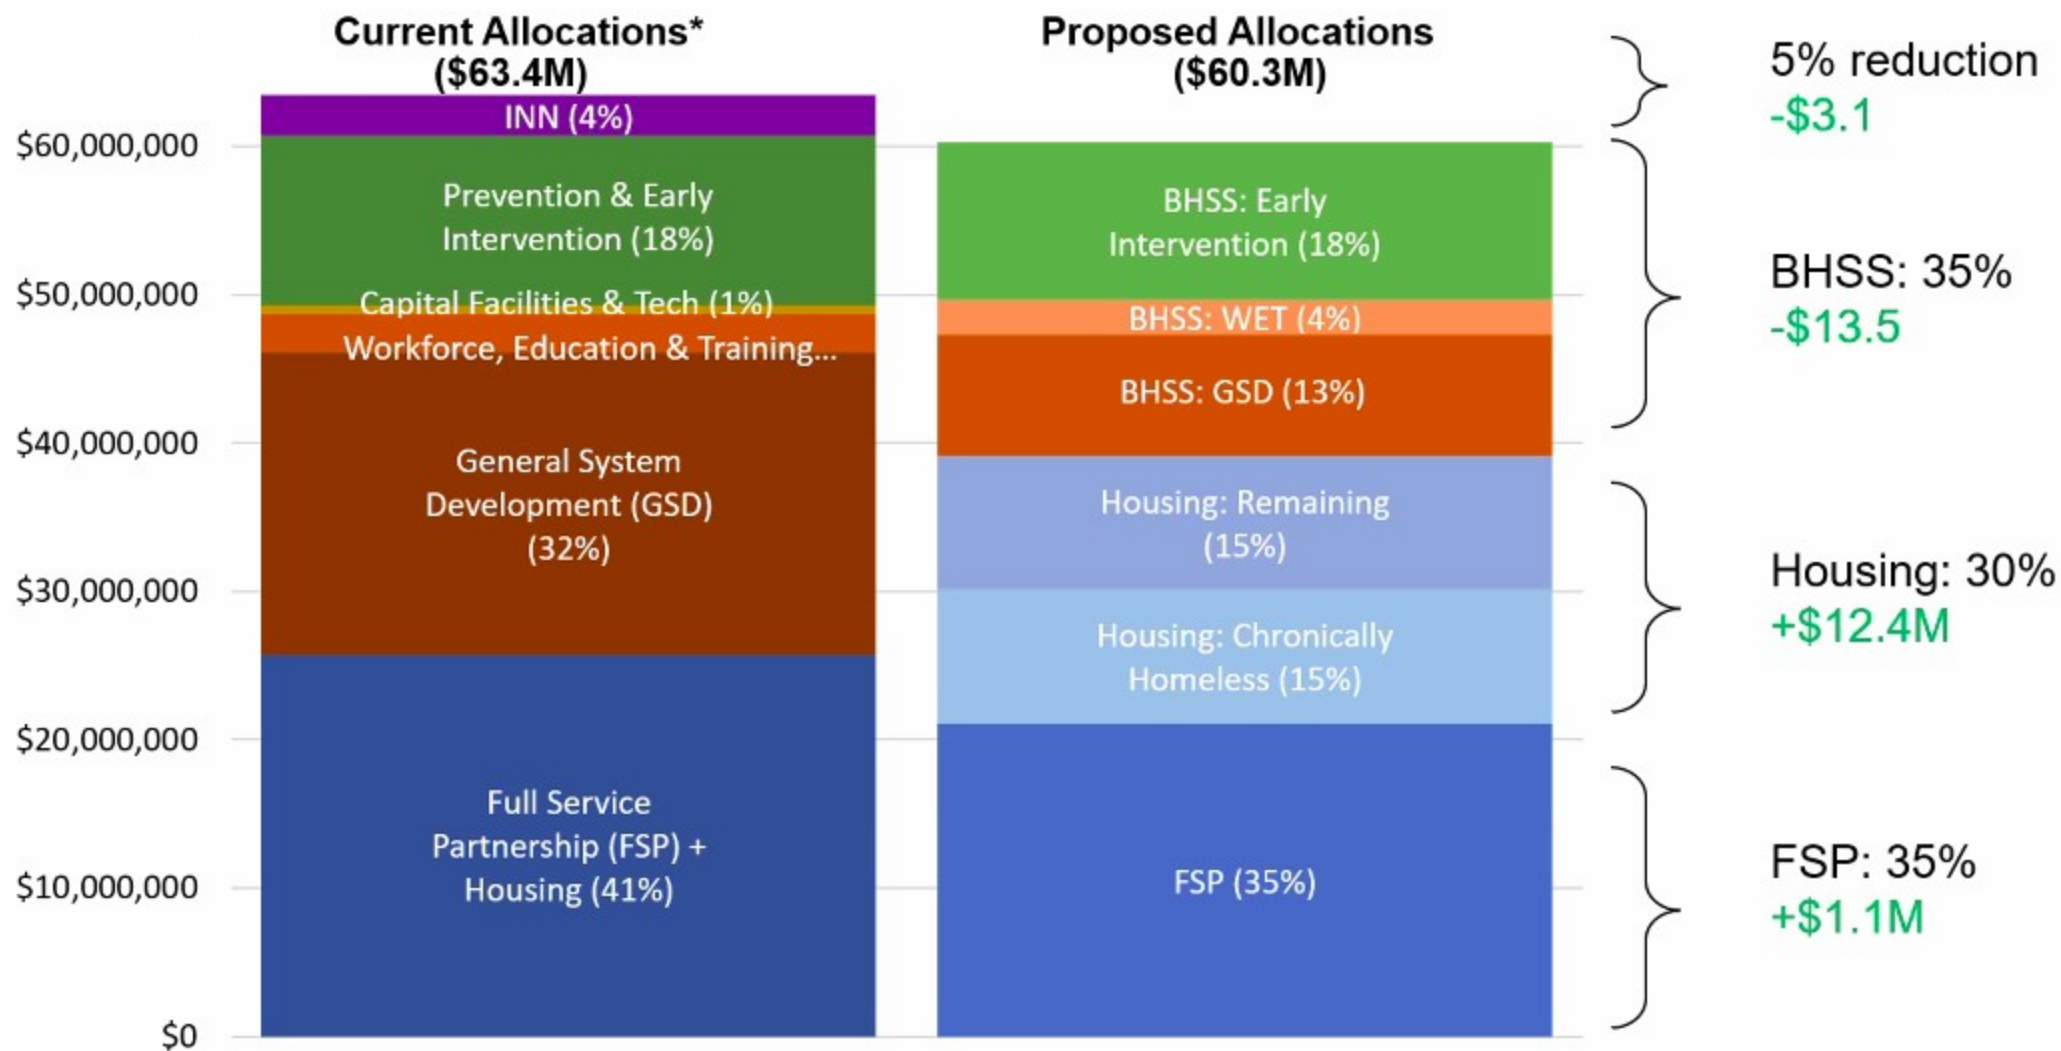 Current Allocations*
($63.4M)
Proposed Allocations
($60.3M)
$60,000,000
$50,000,000
$40,000,000
$30,000,000
$20,000,000
$10,000,000
$0
INN (4%)
Prevention & Early
Intervention (18%)
Capital Facilities & Tech (1%)
Workforce, Education & Training...
General System
Development (GSD)
(32%)
Full Service
Partnership (FSP) +
Housing (41%)
BHSS: Early
Intervention (18%)
BHSS: WET (4%)
BHSS: GSD (13%)
Housing: Remaining
(15%)
Housing: Chronically
Homeless (15%)
FSP (35%)
5% reduction
-$3.1
BHSS: 35%
-$13.5
Housing: 30%
+$12.4M
FSP: 35%
+$1.1M